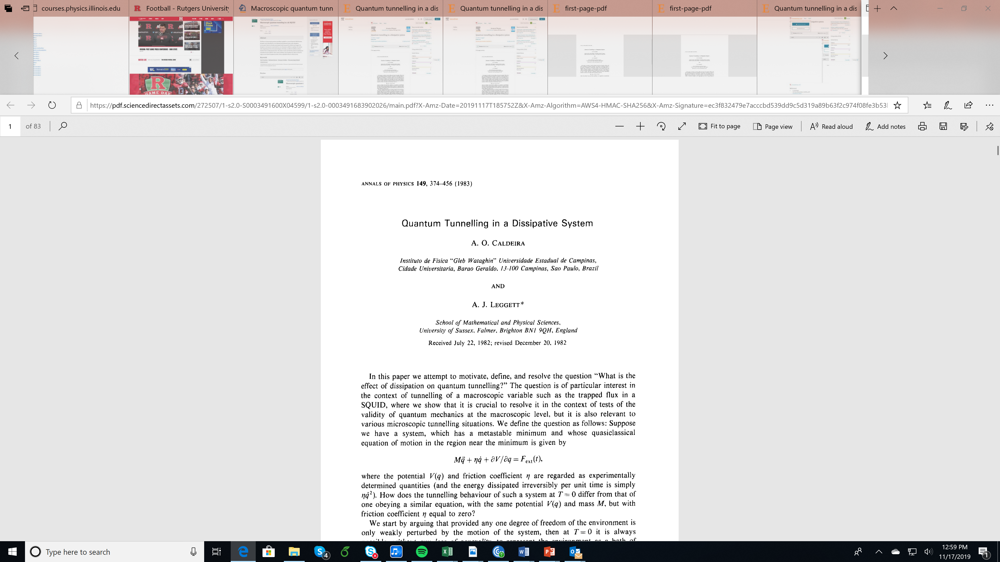 courses.physics.illinois.edu
Football - Rutgers University
Macroscopic quantum tunn
Quantum tunnelling in a dis
Quantum tunnelling in a dis
first-page-pdf
first-page-pdf
Quantum tunnelling in a dis
https://pdf.sciencedirectassets.com/272507/1-s2.0-S0003491600X04599/1-s2.0-0003491683902026/main.pdf?X-Amz-Date=20191117T185752Z&X-Amz-Algorithm=AWS4-HMAC-SHA256&X-Amz-Signature=ec3f832479e7acccbd539dd9c5d319a89b63f2c974f08fe3b53
1 of 83
Fit to page
Page view
Read aloud
Add notes
ANNALS OF PHYSICS 149, 374–456 (1983)
Quantum Tunnelling in a Dissipative System
A. O. CALDEIRA
Instituto de Fisica “Gleb Wataghin” Universidade Estadual de Campinas,
Cidade Universitaria, Barao Geraldo, 13-100 Campinas, Sao Paulo, Brazil
AND
A. J. LEGGETT*
School of Mathematical and Physical Sciences,
University of Sussex, Falmer, Brighton BN1 9QH, England
Received July 22, 1982; revised December 20, 1982
In this paper we attempt to motivate, define, and resolve the question “What is the
effect of dissipation on quantum tunnelling?” The question is of particular interest in
the context of tunnelling of a macroscopic variable such as the trapped flux in a
SQUID, where we show that it is crucial to resolve it in the context of tests of the
validity of quantum mechanics at the macroscopic level, but it is also relevant to
various microscopic tunnelling situations. We define the question as follows: Suppose
we have a system, which has a metastable minimum and whose quasiclassical
equation of motion in the region near the minimum is given by
Mq̈ + ηq̇ + ∂V/∂q = F_ext(t),
where the potential V(q) and friction coefficient η are regarded as experimentally
determined quantities (and the energy dissipated irreversibly per unit time is simply
ηq̇²). How does the tunnelling behaviour of such a system at T = 0 differ from that of
one obeying a similar equation, with the same potential V(q) and mass M, but with
friction coefficient η equal to zero?
We start by arguing that provided any one degree of freedom of the environment is
only weakly perturbed by the motion of the system, then at T = 0 it is always
Type here to search
4
12:59 PM
11/17/2019
1